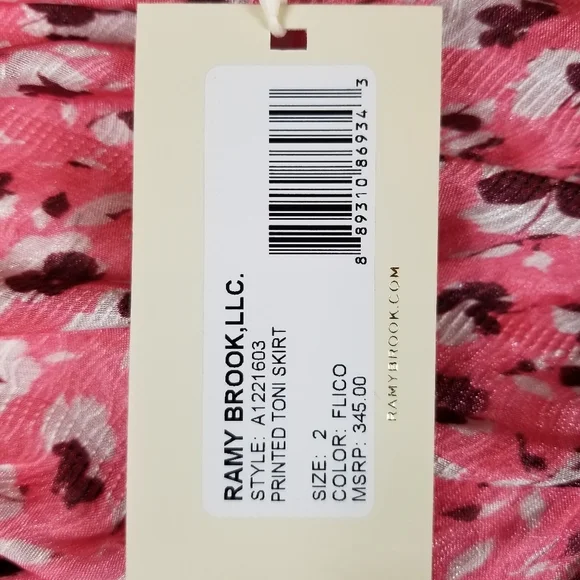 RAMY BROOK,LLC.
STYLE: A1221603
PRINTED TONI SKIRT
SIZE: 2
COLOR: FLICO
MSRP: 345.00
8 89310 86934 3
RAMYBROOK.COM